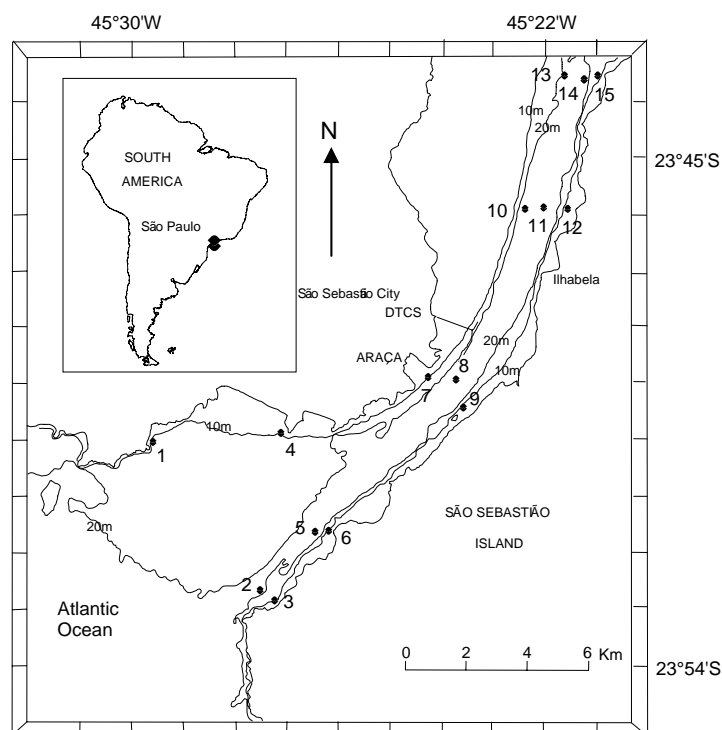 45°30'W
45°22'W
13
14
15
10m
20m
N
SOUTH
AMERICA
São Paulo
23°45'S
10
11
12
São Sebastião City
DTCS
Ilhabela
ARAÇA
20m
10m
7
8
9
10m
1
4
20m
5
6
SÃO SEBASTIÃO
ISLAND
2
3
Atlantic
Ocean
0 2 4 6 Km
23°54'S